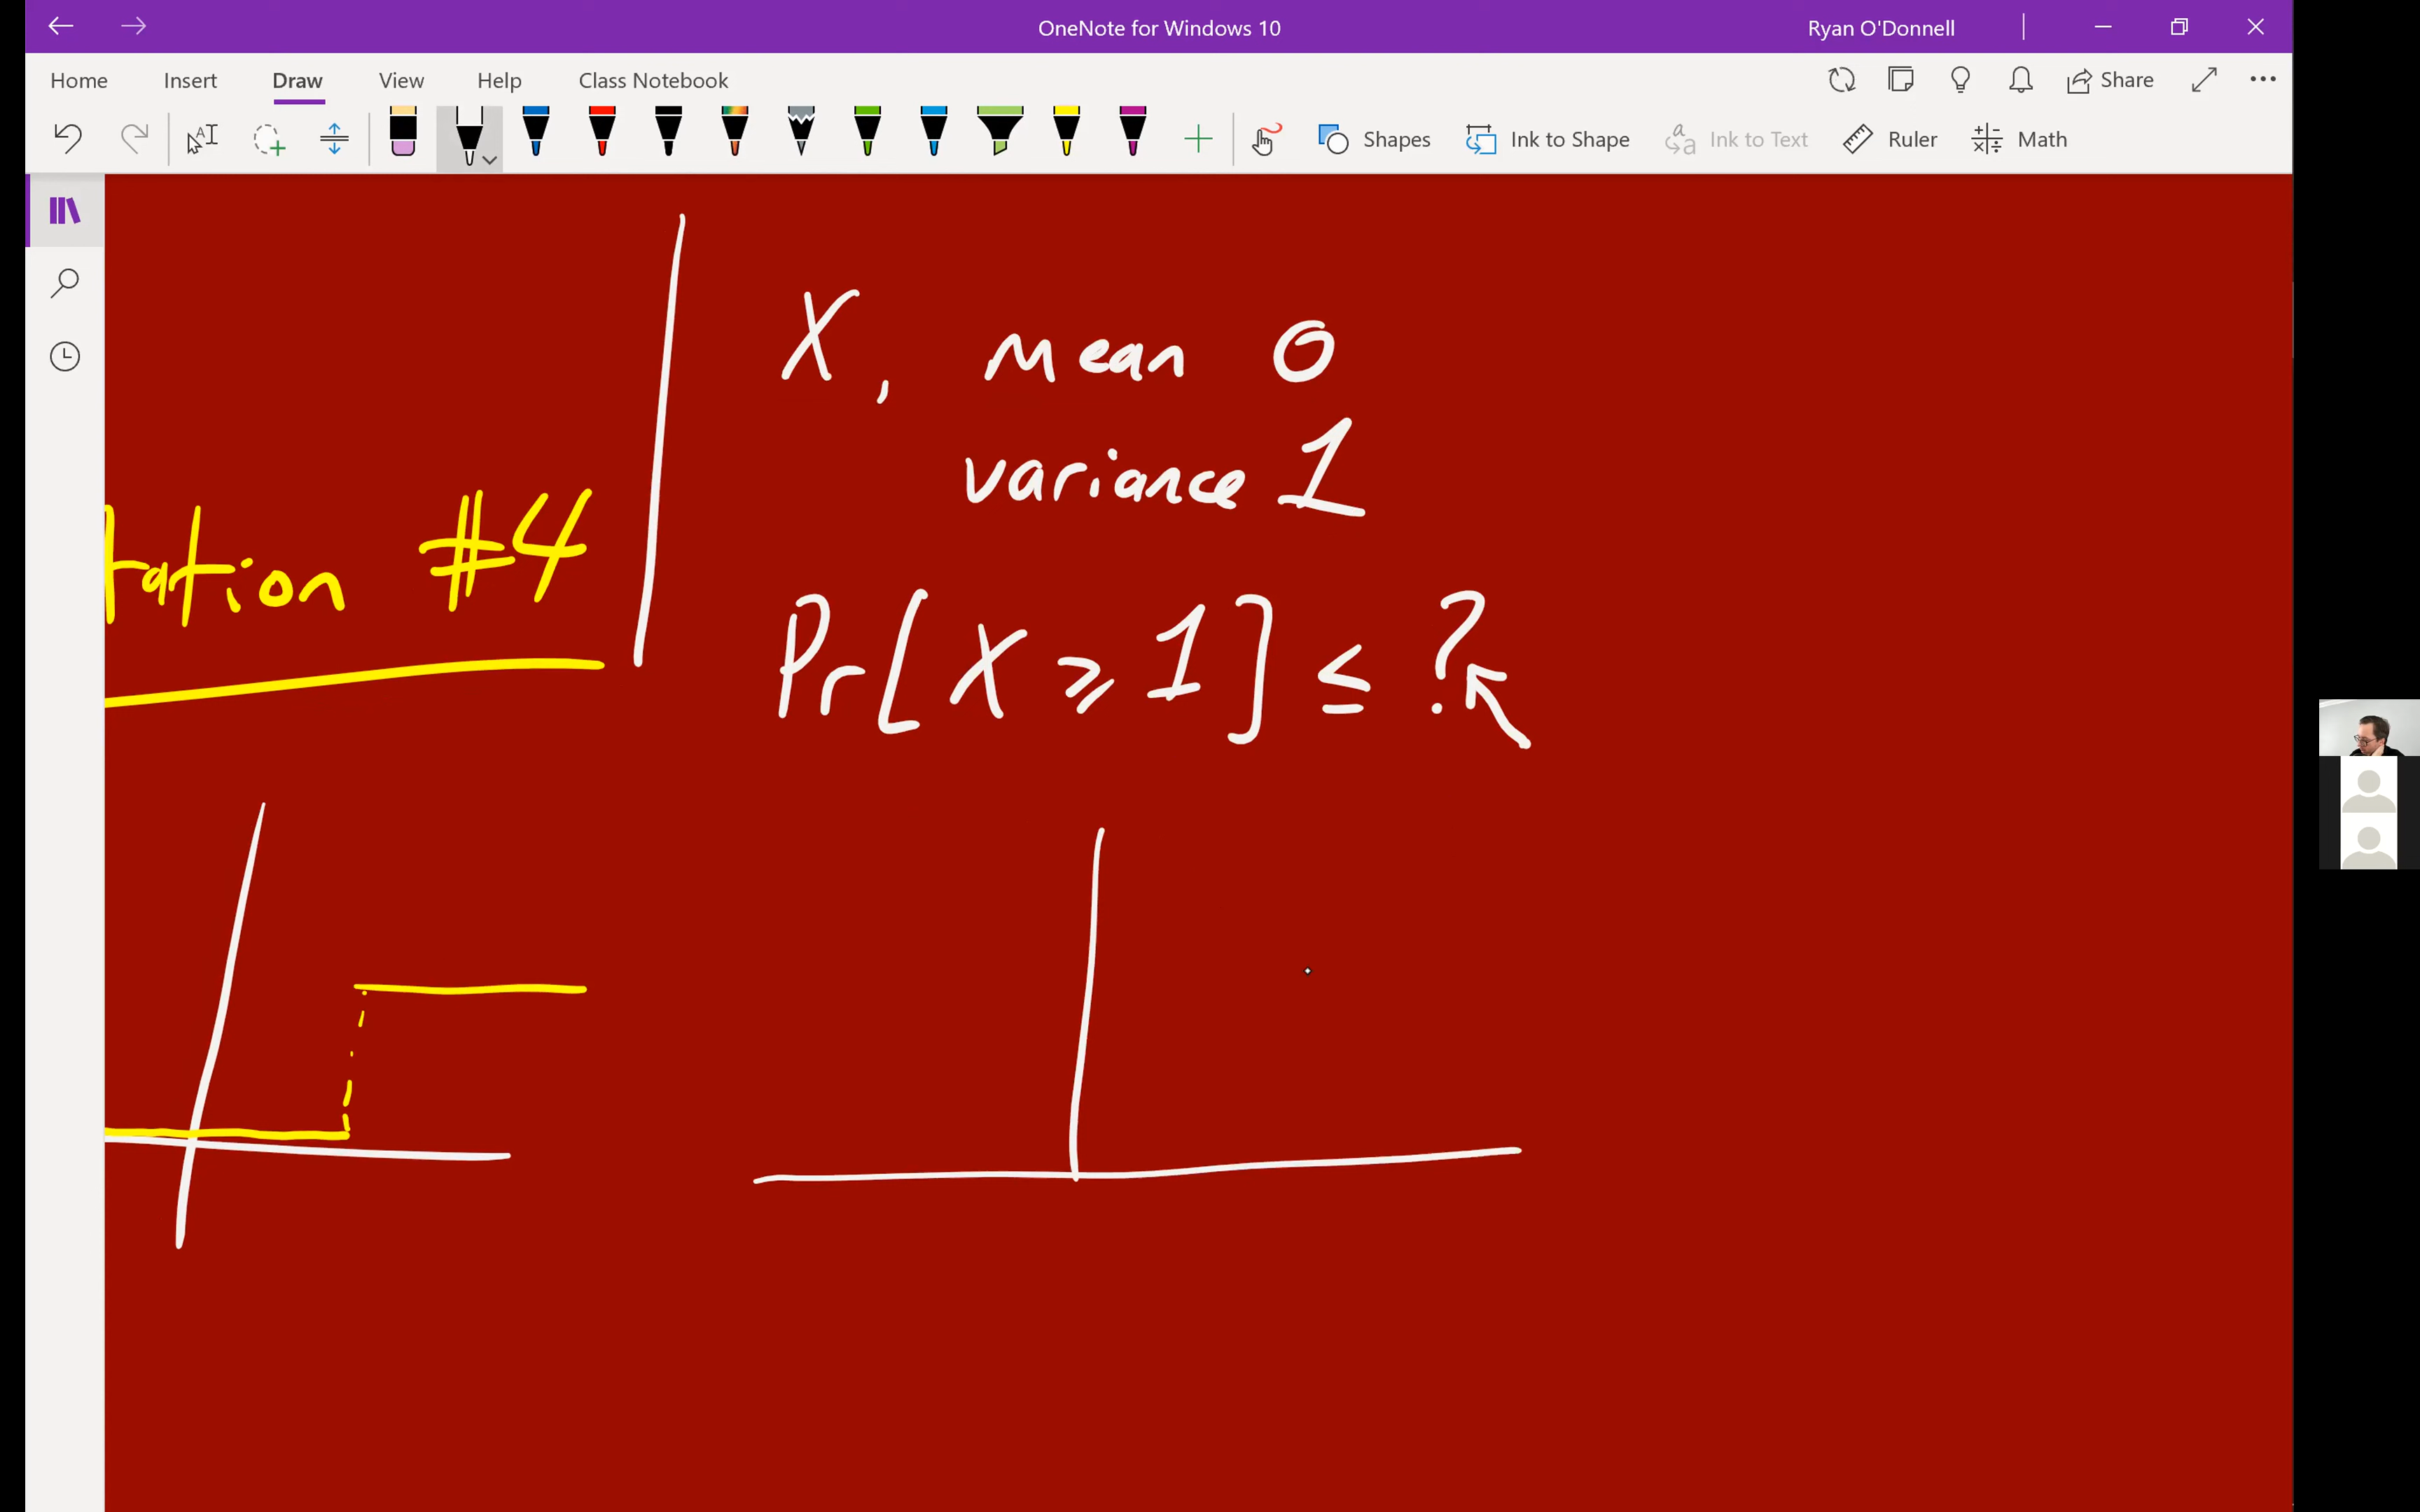 OneNote for Windows 10
Ryan O'Donnell
Home Insert Draw View Help Class Notebook
Share
Shapes Ink to Shape Ink to Text Ruler Math
X, mean 0
variance 1
tation #4
Pr[X ≥ 1] ≤ ?